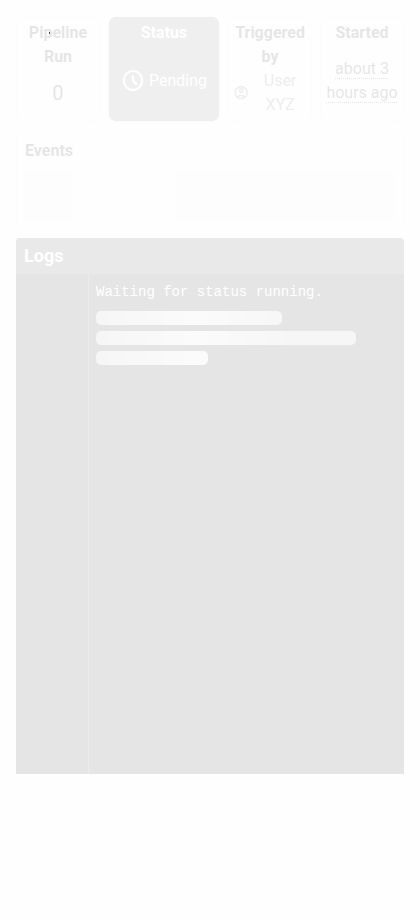 Pipeline Run
0
Status
Pending
Triggered by
User XYZ
Started
about 3 hours ago
Events
Logs
Waiting for status running.